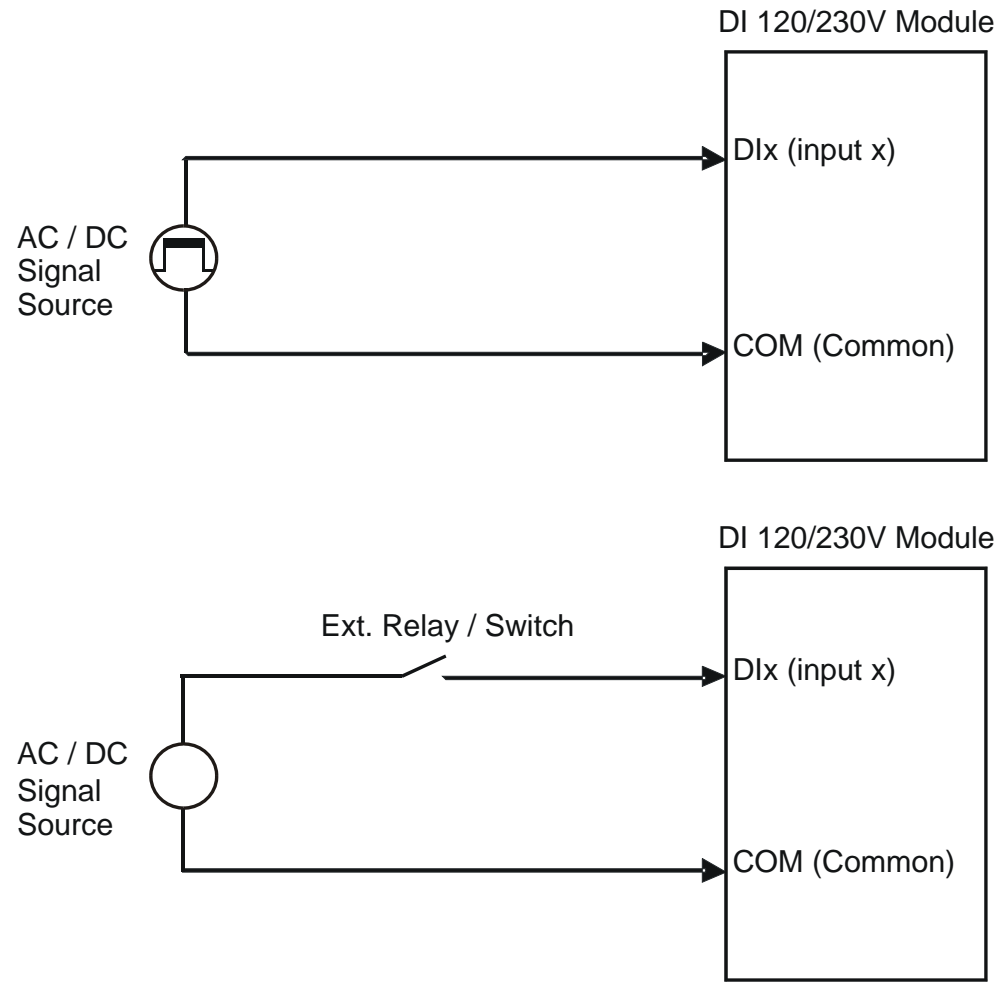 DI 120/230V Module
DIx (input x)
AC / DC
Signal
Source
COM (Common)
DI 120/230V Module
Ext. Relay / Switch
DIx (input x)
AC / DC
Signal
Source
COM (Common)